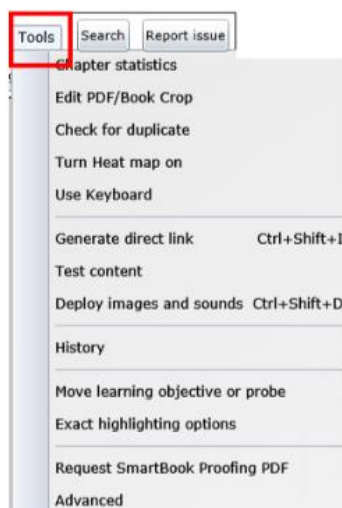 Tools Search Report issue
Chapter statistics
Edit PDF/Book Crop
Check for duplicate
Turn Heat map on
Use Keyboard
Generate direct link
Test content
Deploy images and sounds Ctrl+Shift+D
History
Move learning objective or probe
Exact highlighting options
Request SmartBook Proofing PDF
Advanced